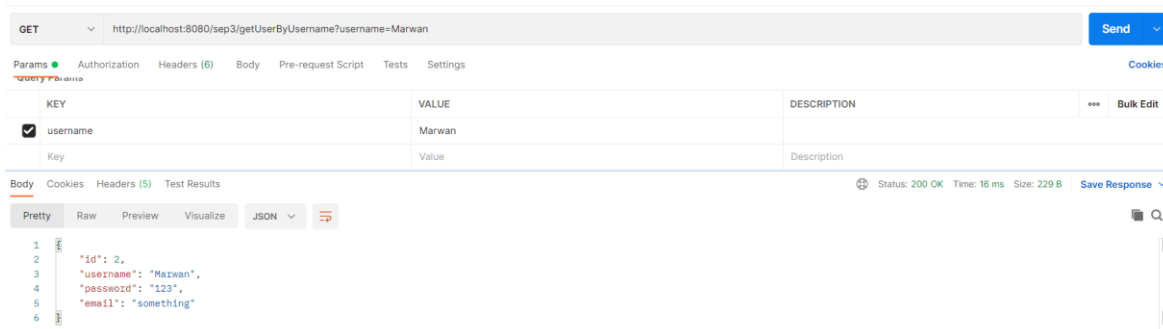 GET http://localhost:8080/sep3/getUserByUsername?username=Marwan Send
Params Authorization Headers (6) Body Pre-request Script Tests Settings Cookies
Query Params
KEY VALUE DESCRIPTION ooo Bulk Edit
username Marwan
Key Value Description
Body Cookies Headers (5) Test Results Status: 200 OK Time: 16 ms Size: 229 B Save Response
Pretty Raw Preview Visualize JSON
1 {
2 "id": 2,
3 "username": "Marwan",
4 "password": "123",
5 "email": "something"
6 }